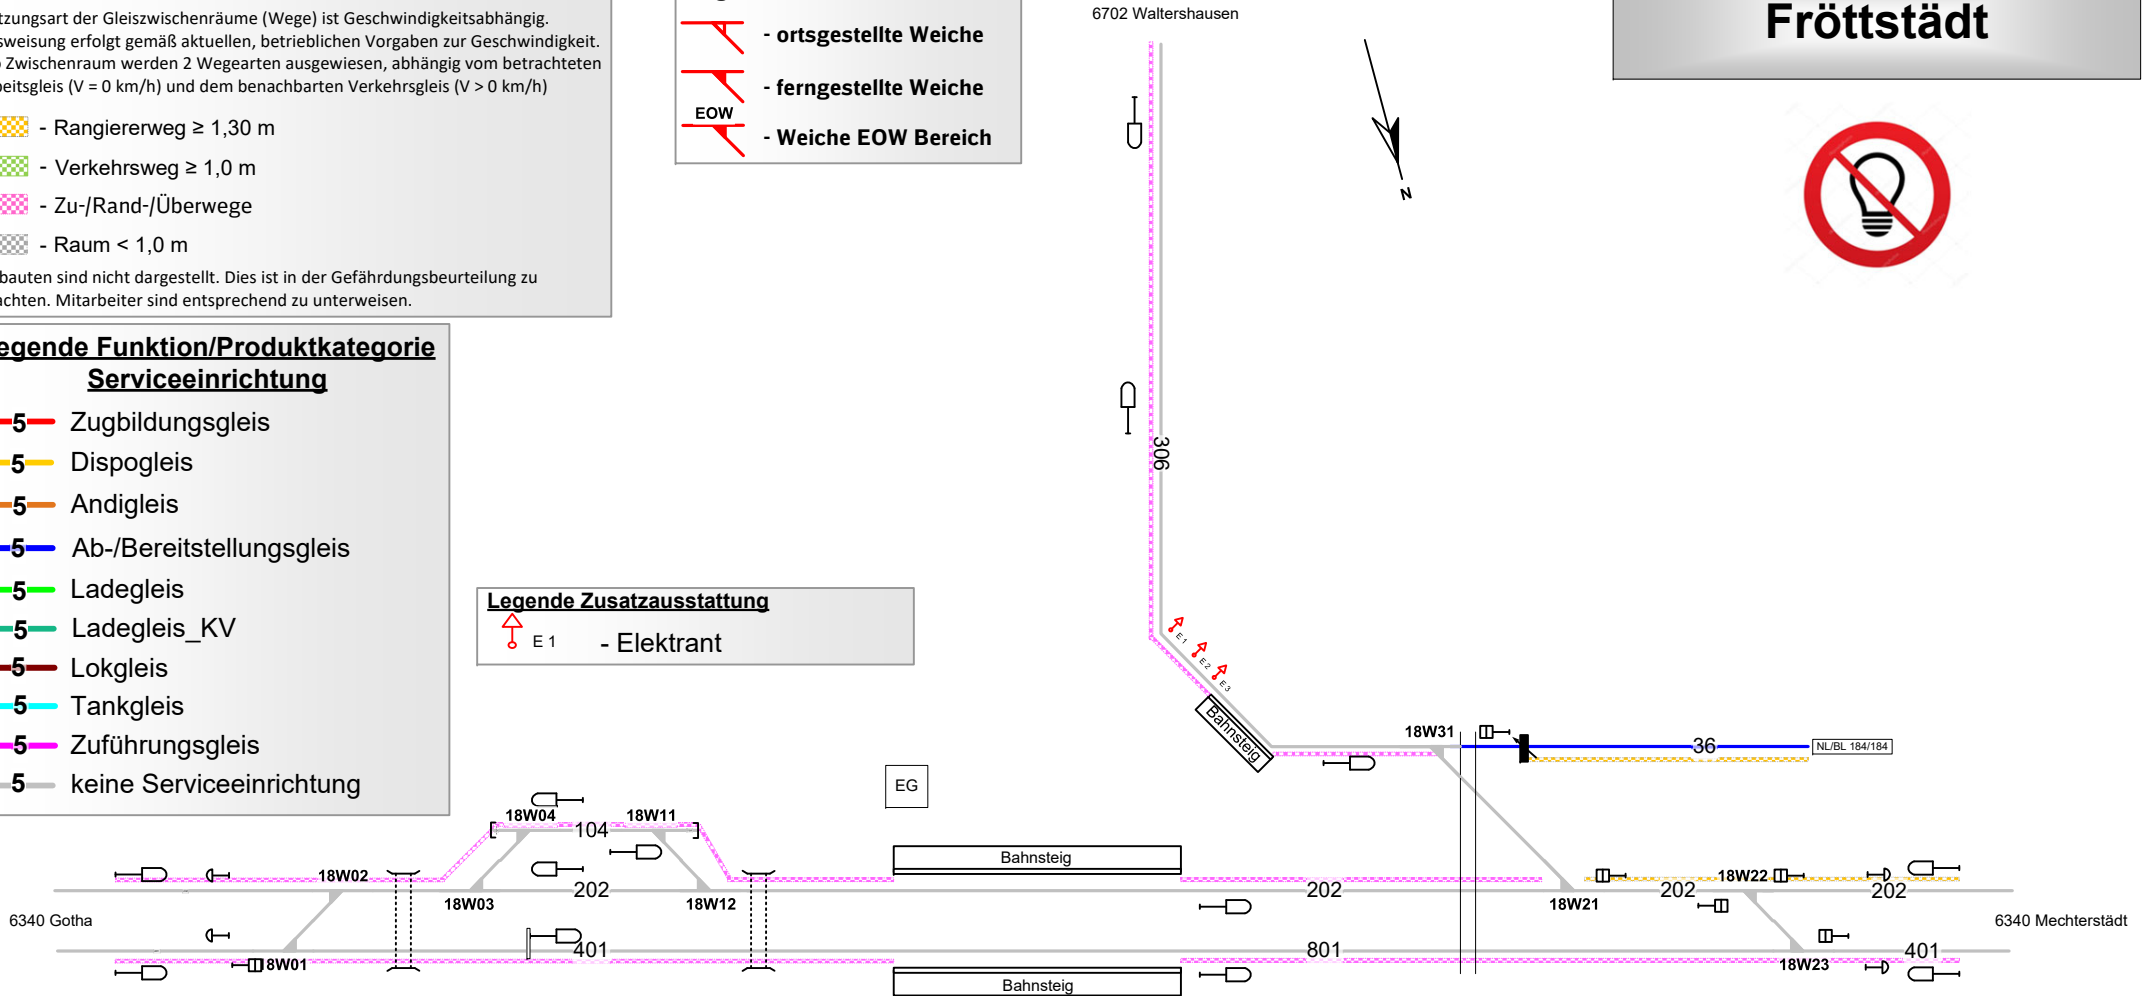 der Gleiszwischenräume (Wege) ist Geschwindigkeitsabhängig.
erfolgt gemäß aktuellen, betrieblichen Vorgaben zur Geschwindigkeit.
Zwischenraum werden 2 Wegearten ausgewiesen, abhängig vom betrachteten
(V = 0 km/h) und dem benachbarten Verkehrsgleis (V > 0 km/h)
- Rangiererweg ≥ 1,30 m
- Verkehrsweg ≥ 1,0 m
- Zu-/Rand-/Überwege
- Raum < 1,0 m
bauten sind nicht dargestellt. Dies ist in der Gefährdungsbeurteilung zu
achten. Mitarbeiter sind entsprechend zu unterweisen.
- ortsgestellte Weiche
- ferngestellte Weiche
EOW
- Weiche EOW Bereich
6702 Waltershausen
N
Fröttstädt
egende Funktion/Produktkategorie
Serviceeinrichtung
5 Zugbildungsgleis
5 Dispogleis
5 Andigleis
5 Ab-/Bereitstellungsgleis
5 Ladegleis
5 Ladegleis_KV
5 Lokgleis
5 Tankgleis
5 Zuführungsgleis
5 keine Serviceeinrichtung
Legende Zusatzausstattung
E 1 - Elektrant
306
E 1
E 2
E 3
Bahnsteig
18W31
36
NL/BL 184/184
EG
18W04
18W11
104
Bahnsteig
18W02
18W22
202
202
202
202
18W03
18W12
18W21
6340 Gotha
6340 Mechterstädt
401
801
401
18W01
18W23
Bahnsteig